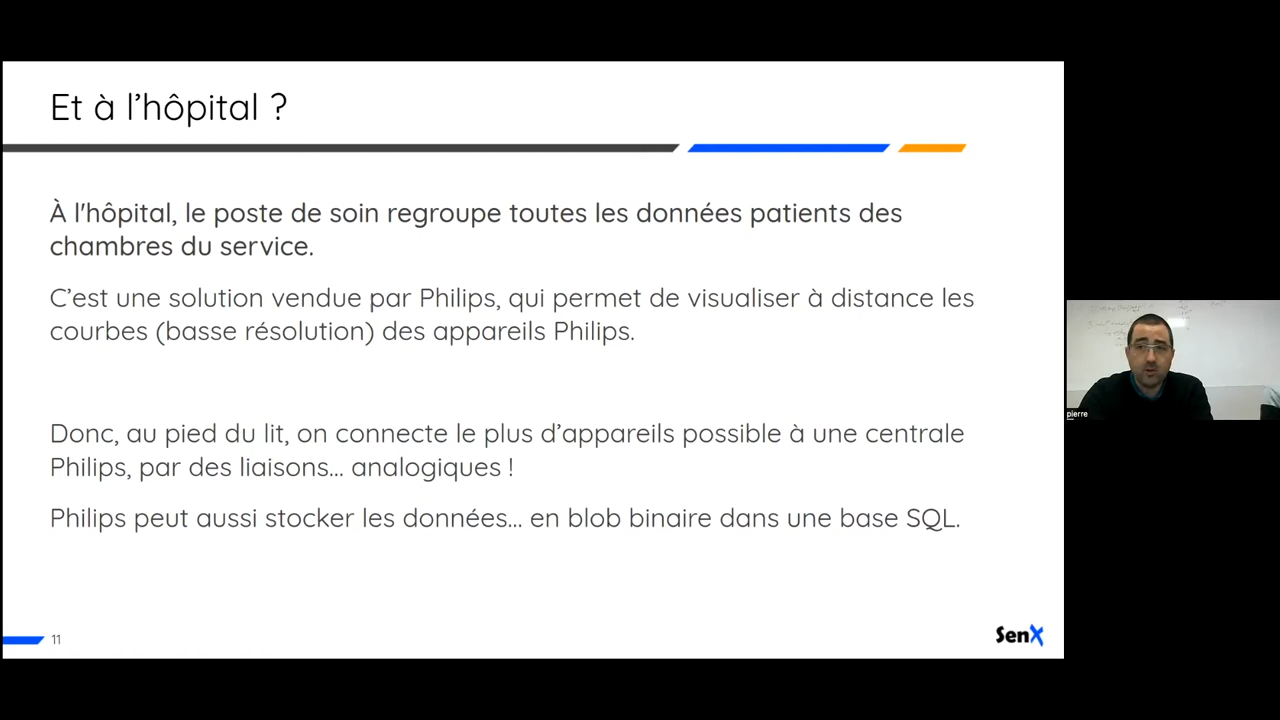 Et à l'hôpital ?
À l'hôpital, le poste de soin regroupe toutes les données patients des
chambres du service.
C’est une solution vendue par Philips, qui permet de visualiser à distance les
courbes (basse résolution) des appareils Philips.
Donc, au pied du lit, on connecte le plus d’appareils possible à une centrale
Philips, par des liaisons... analogiques !
Philips peut aussi stocker les données... en blob binaire dans une base SQL.
11
SenX
pierre